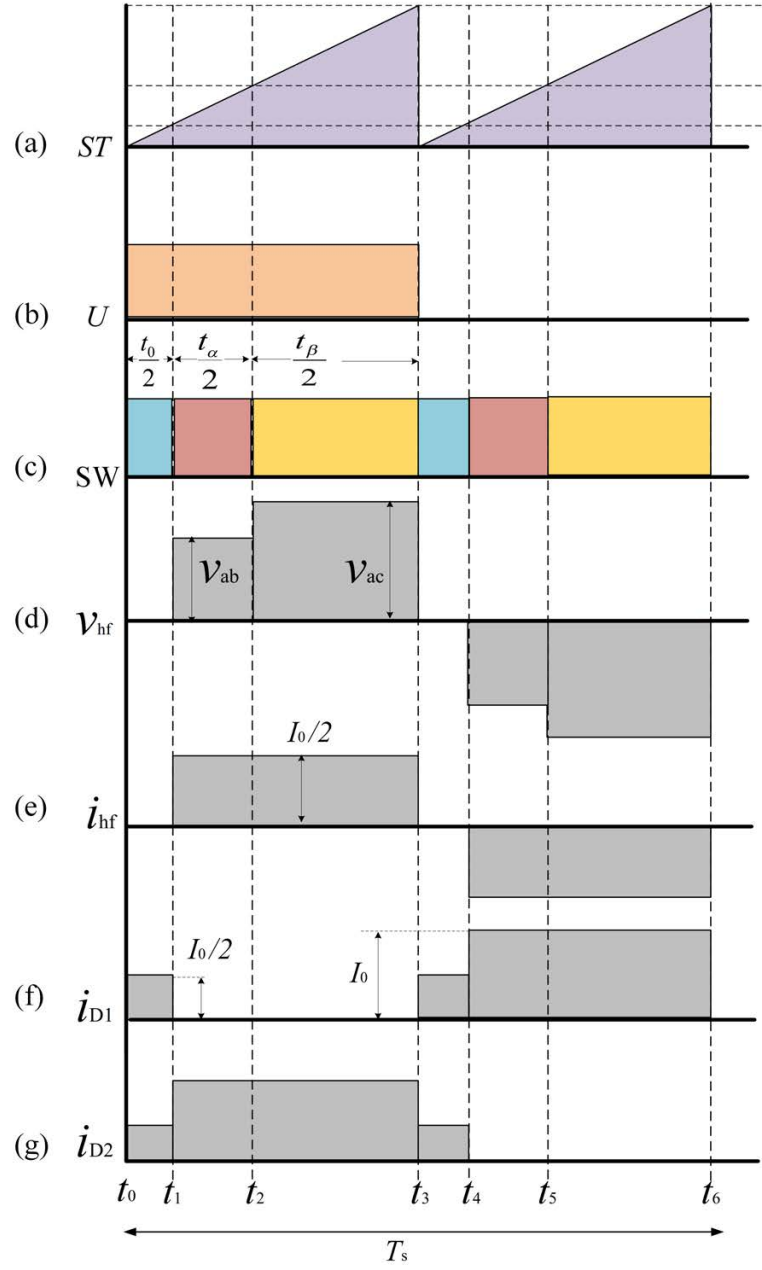 (a) ST
(b) U
t0/2 tα/2 tβ/2
(c) SW
vab vac
(d) vhf
I0/2
(e) ihf
I0/2 I0
(f) iD1
(g) iD2
t0 t1 t2 t3 t4 t5 t6
Ts